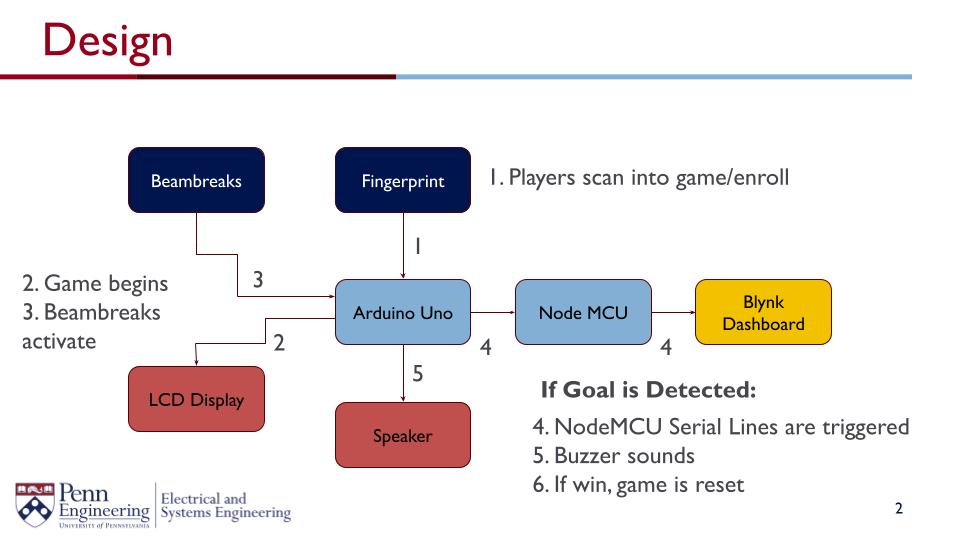 Design
Beambreaks
Fingerprint
1. Players scan into game/enroll
1
2. Game begins
3. Beambreaks
activate
3
Arduino Uno
Node MCU
Blynk
Dashboard
2
4
4
5
LCD Display
Speaker
If Goal is Detected:
4. NodeMCU Serial Lines are triggered
5. Buzzer sounds
6. If win, game is reset
Penn
Engineering
UNIVERSITY OF PENNSYLVANIA
Electrical and
Systems Engineering
2